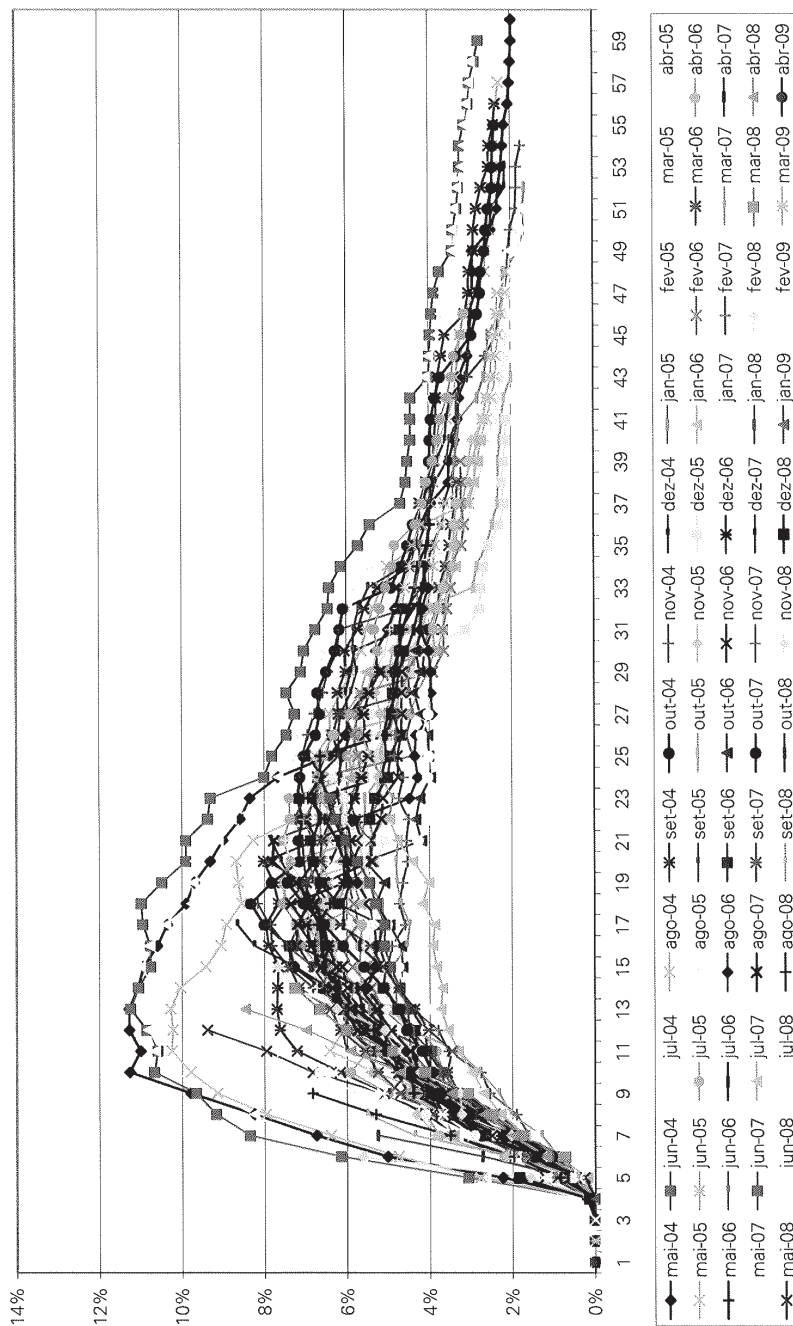 14%
12%
10%
8%
6%
4%
2%
0%
1 3 5 7 9 11 13 15 17 19 21 23 25 27 29 31 33 35 37 39 41 43 45 47 49 51 53 55 57 59
mai-04 jun-04 jul-04 ago-04 set-04 out-04 nov-04 dez-04 jan-05 fev-05 mar-05 abr-05
mai-05 jun-05 jul-05 ago-05 set-05 out-05 nov-05 dez-05 jan-06 fev-06 mar-06 abr-06
mai-06 jun-06 jul-06 ago-06 set-06 out-06 nov-06 dez-06 jan-07 fev-07 mar-07 abr-07
mai-07 jun-07 jul-07 ago-07 set-07 out-07 nov-07 dez-07 jan-08 fev-08 mar-08 abr-08
mai-08 jun-08 jul-08 ago-08 set-08 out-08 nov-08 dez-08 jan-09 fev-09 mar-09 abr-09